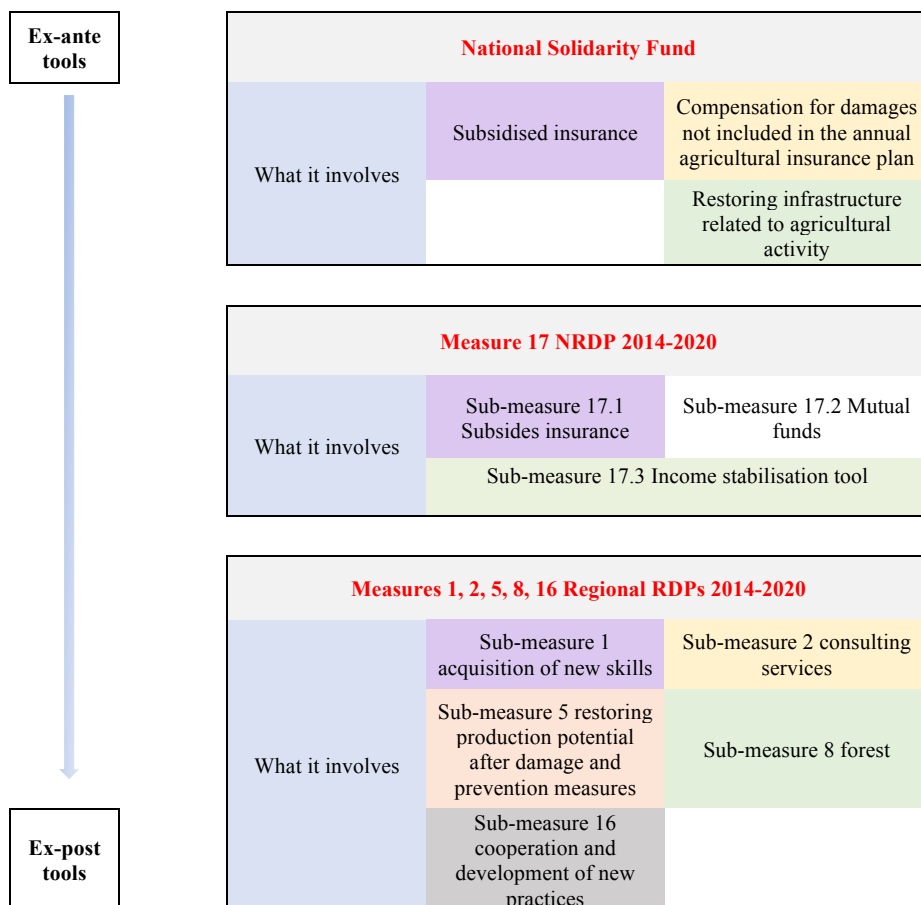 Ex-ante
tools
National Solidarity Fund
What it involves
Subsidised insurance
Compensation for damages
not included in the annual
agricultural insurance plan
Restoring infrastructure
related to agricultural
activity
Measure 17 NRDP 2014-2020
What it involves
Sub-measure 17.1
Subsides insurance
Sub-measure 17.2 Mutual
funds
Sub-measure 17.3 Income stabilisation tool
Measures 1, 2, 5, 8, 16 Regional RDPs 2014-2020
What it involves
Sub-measure 1
acquisition of new skills
Sub-measure 2 consulting
services
Sub-measure 5 restoring
production potential
after damage and
prevention measures
Sub-measure 8 forest
Sub-measure 16
cooperation and
development of new
practices
Ex-post
tools